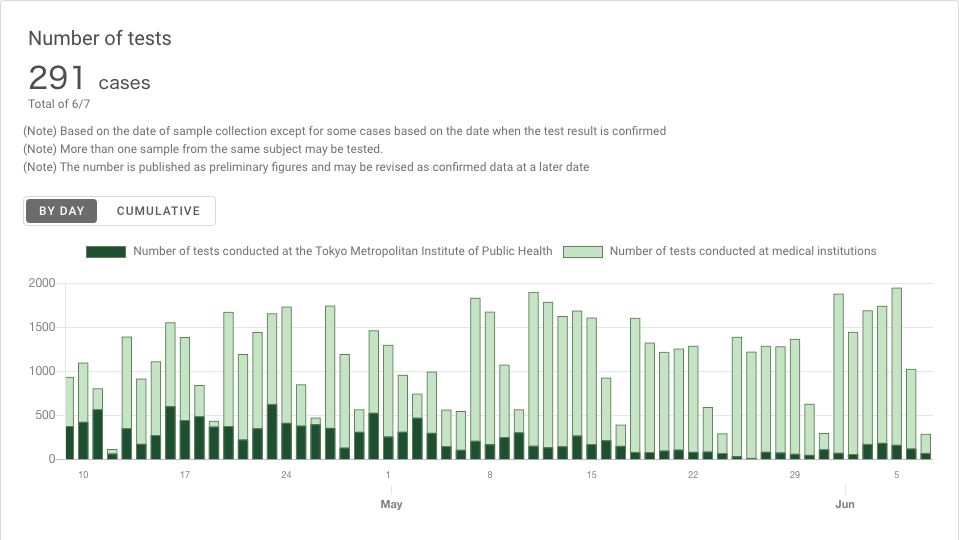 Number of tests
291 cases
Total of 6/7
(Note) Based on the date of sample collection except for some cases based on the date when the test result is confirmed
(Note) More than one sample from the same subject may be tested.
(Note) The number is published as preliminary figures and may be revised as confirmed data at a later date
BY DAY CUMULATIVE
Number of tests conducted at the Tokyo Metropolitan Institute of Public Health Number of tests conducted at medical institutions
2000
1500
1000
500
0
10 17 24 1 8 15 22 29 5
May Jun